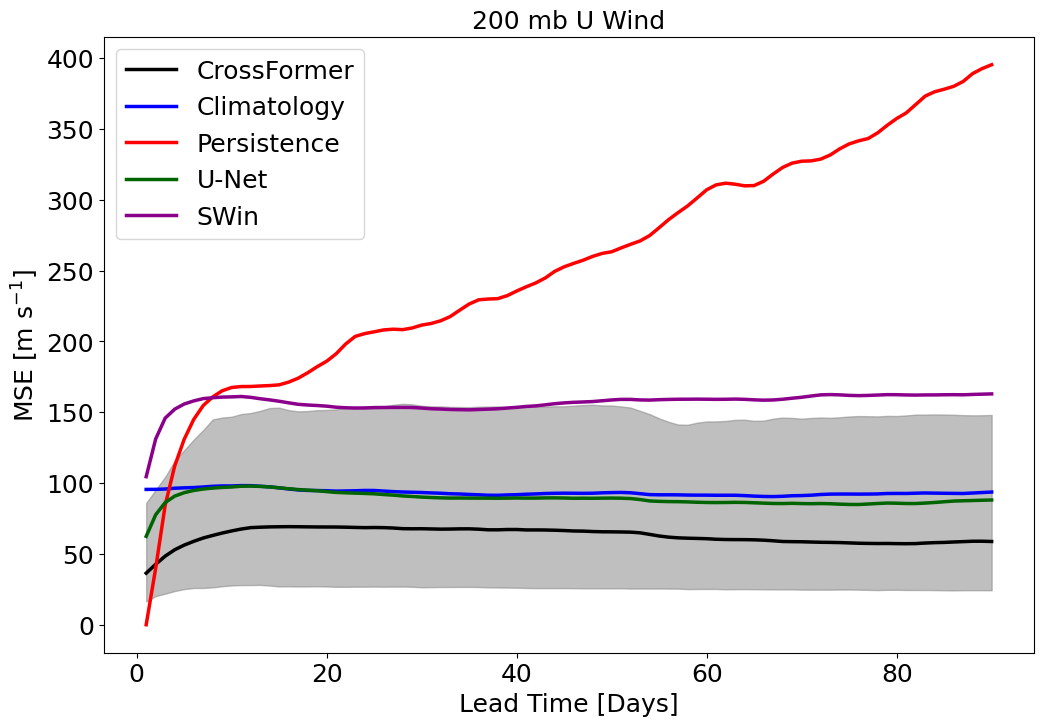 200 mb U Wind
MSE [m s⁻¹]
400
350
300
250
200
150
100
50
0
CrossFormer
Climatology
Persistence
U-Net
SWin
0 20 40 60 80
Lead Time [Days]